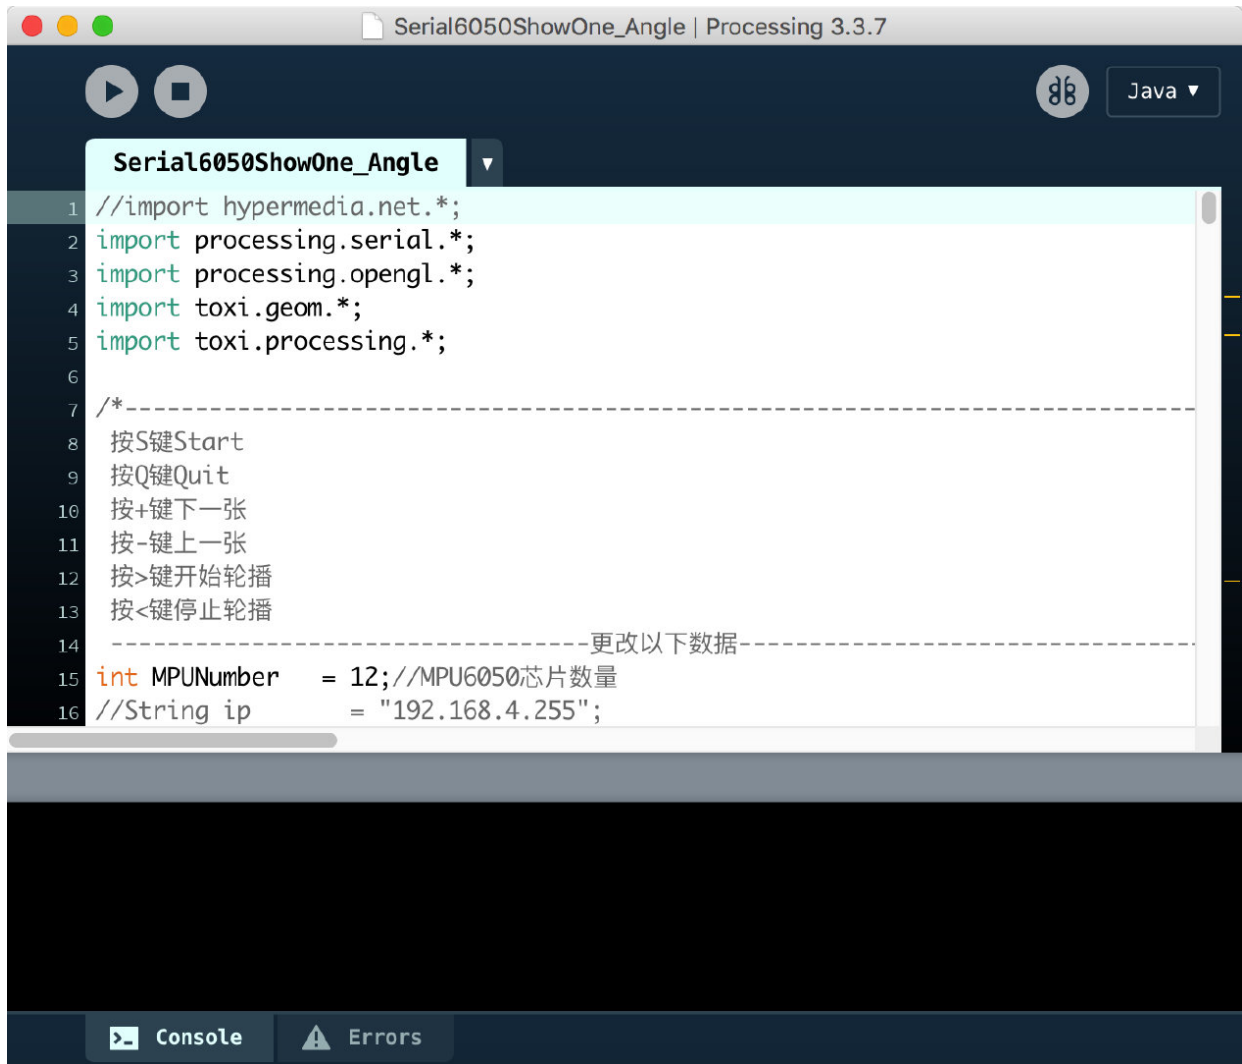 Serial6050ShowOne_Angle | Processing 3.3.7
Java ▼
Serial6050ShowOne_Angle ▼
1 //import hypermedia.net.*;
2 import processing.serial.*;
3 import processing.opengl.*;
4 import toxi.geom.*;
5 import toxi.processing.*;
6
7 /*----------------------------------------------------------------------------
8 按S键Start
9 按Q键Quit
10 按+键下一张
11 按-键上一张
12 按>键开始轮播
13 按<键停止轮播
14 ----------------------------------更改以下数据---------------------------------
15 int MPUNumber   = 12;//MPU6050芯片数量
16 //String ip       = "192.168.4.255";
>_ Console
Errors